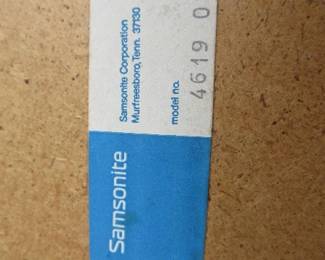 Samsonite
Samsonite Corporation
Murfreesboro, Tenn. 37130
model no.
4619 0